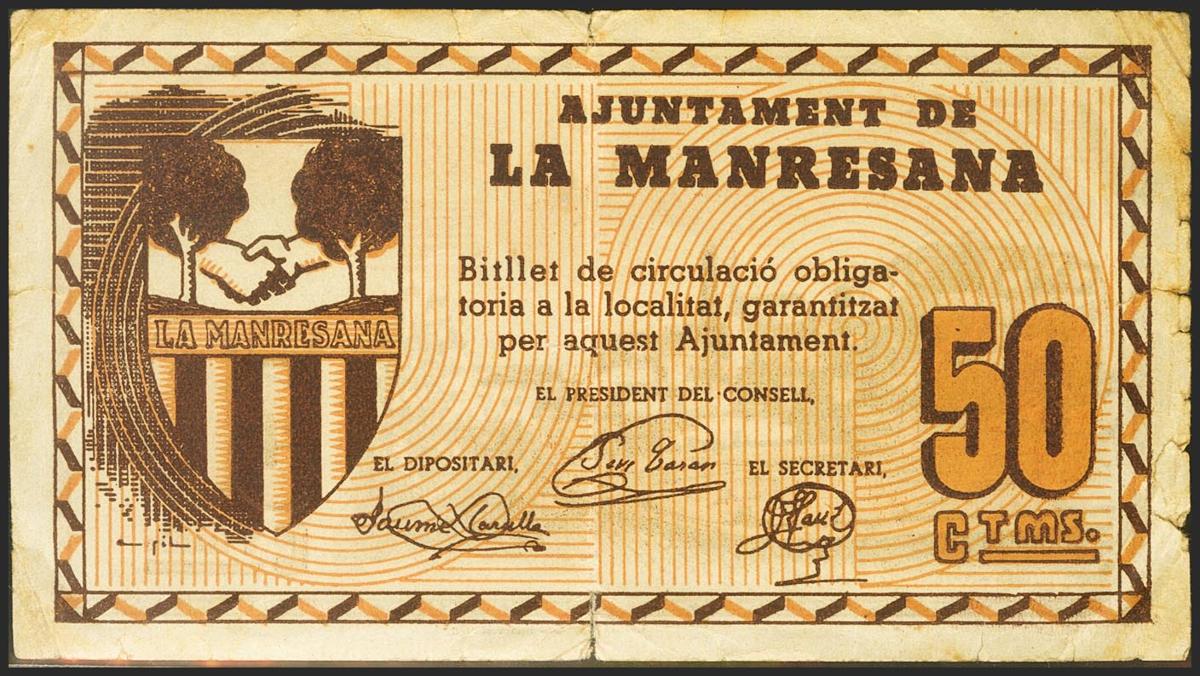 AJUNTAMENT DE
LA MANRESANA
LA MANRESANA
Bitllet de circulació obliga-
toria a la localitat, garantitzat
per aquest Ajuntament.
EL PRESIDENT DEL CONSELL,
EL DIPOSITARI,
EL SECRETARI,
Jaume
50
CTMS.